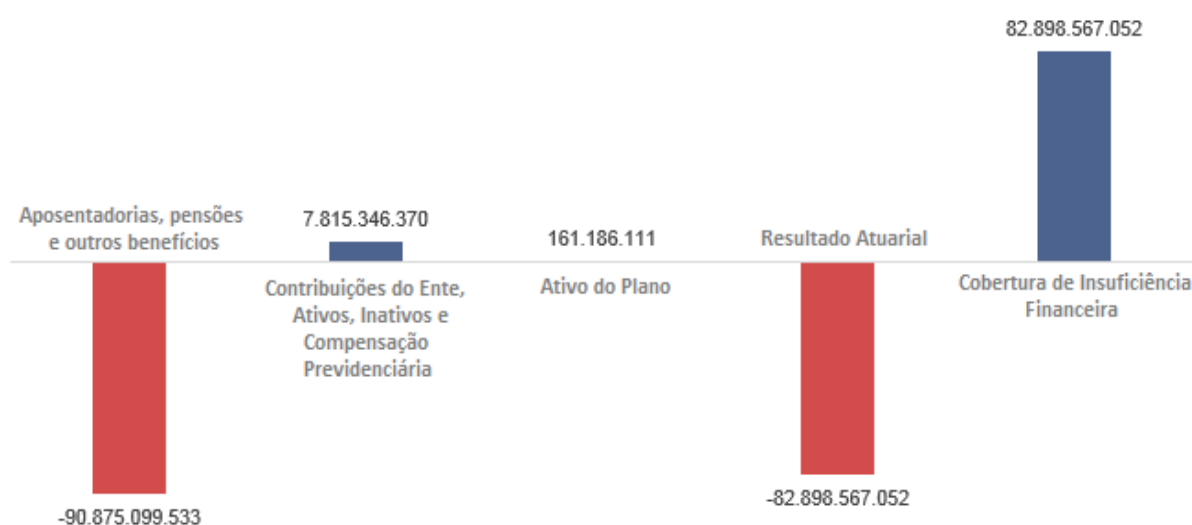 82.898.567.052
Aposentadorias, pensões
e outros benefícios
7.815.346.370
161.186.111
Resultado Atuarial
Contribuições do Ente,
Ativos, Inativos e
Compensação
Previdenciária
Ativo do Plano
Cobertura de Insuficiência
Financeira
-90.875.099.533
-82.898.567.052